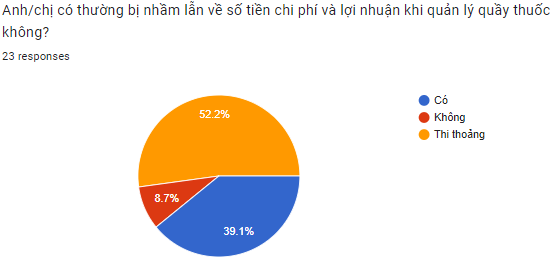 Anh/chị có thường bị nhầm lẫn về số tiền chi phí và lợi nhuận khi quản lý quầy thuốc
không?
23 responses
Có
Không
Thi thoảng
52.2%
8.7%
39.1%